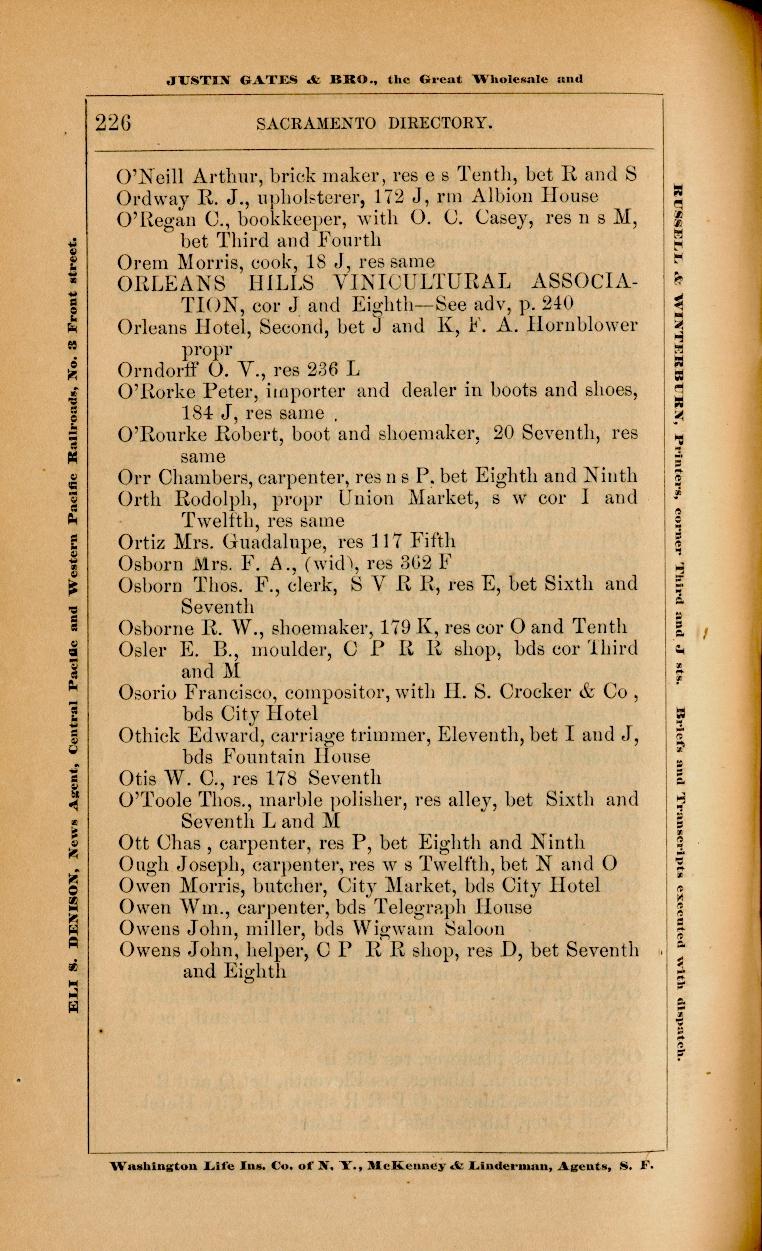 JUSTIN GATES & BRO., the Great Wholesale and
226 SACRAMENTO DIRECTORY.
O'Neill Arthur, brick maker, res e s Tenth, bet R and S
Ordway R. J., upholsterer, 172 J, rm Albion House
O'Regan C., bookkeeper, with O. C. Casey, res n s M,
bet Third and Fourth
Orem Morris, cook, 18 J, res same
ORLEANS HILLS VINICULTURAL ASSOCIA-
TION, cor J and Eighth—See adv, p. 240
Orleans Hotel, Second, bet J and K, F. A. Hornblower
propr
Orndorff O. V., res 236 L
O'Rorke Peter, importer and dealer in boots and shoes,
184 J, res same .
O'Rourke Robert, boot and shoemaker, 20 Seventh, res
same
Orr Chambers, carpenter, res n s P. bet Eighth and Ninth
Orth Rodolph, propr Union Market, s w cor I and
Twelfth, res same
Ortiz Mrs. Guadalupe, res 117 Fifth
Osborn Mrs. F. A., (wid), res 362 F
Osborn Thos. F., clerk, S V R R, res E, bet Sixth and
Seventh
Osborne R. W., shoemaker, 179 K, res cor O and Tenth
Osler E. B., moulder, C P R R shop, bds cor Third
and M
Osorio Francisco, compositor, with H. S. Crocker & Co ,
bds City Hotel
Othick Edward, carriage trimmer, Eleventh, bet I and J,
bds Fountain House
Otis W. C., res 178 Seventh
O'Toole Thos., marble polisher, res alley, bet Sixth and
Seventh L and M
Ott Chas , carpenter, res P, bet Eighth and Ninth
Ough Joseph, carpenter, res w s Twelfth, bet N and O
Owen Morris, butcher, City Market, bds City Hotel
Owen Wm., carpenter, bds Telegraph House
Owens John, miller, bds Wigwam Saloon
Owens John, helper, C P R R shop, res D, bet Seventh
and Eighth
Washington Life Ins. Co. of N. Y., McKenney & Linderman, Agents, S. F.
ELI S. DENISON, News Agent, Central Pacific and Western Pacific Railroads, No. 3 Front street.
RUSSELL & WINTERBURN, Printers, corner Third and J sts. Briefs and Transcripts executed with dispatch.